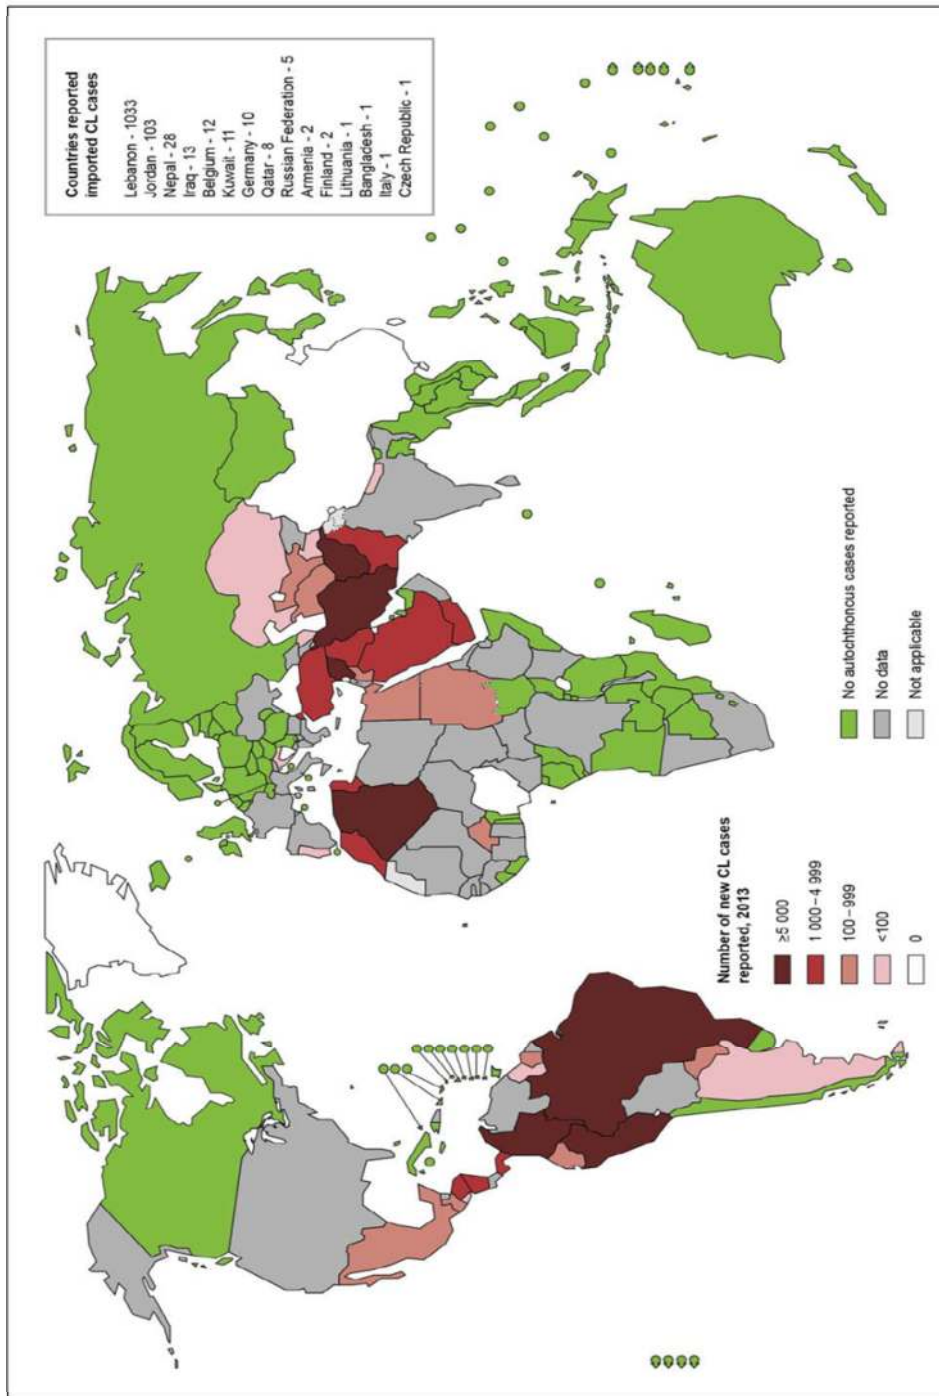 Countries reported
imported CL cases
Lebanon - 1033
Jordan - 103
Nepal - 28
Iraq - 13
Belgium - 12
Kuwait - 11
Germany - 10
Qatar - 8
Russian Federation - 5
Armenia - 2
Finland - 2
Lithuania - 1
Bangladesh - 1
Italy - 1
Czech Republic - 1
Number of new CL cases
reported, 2013
≥5 000
1 000–4 999
100–999
<100
0
No autochthonous cases reported
No data
Not applicable